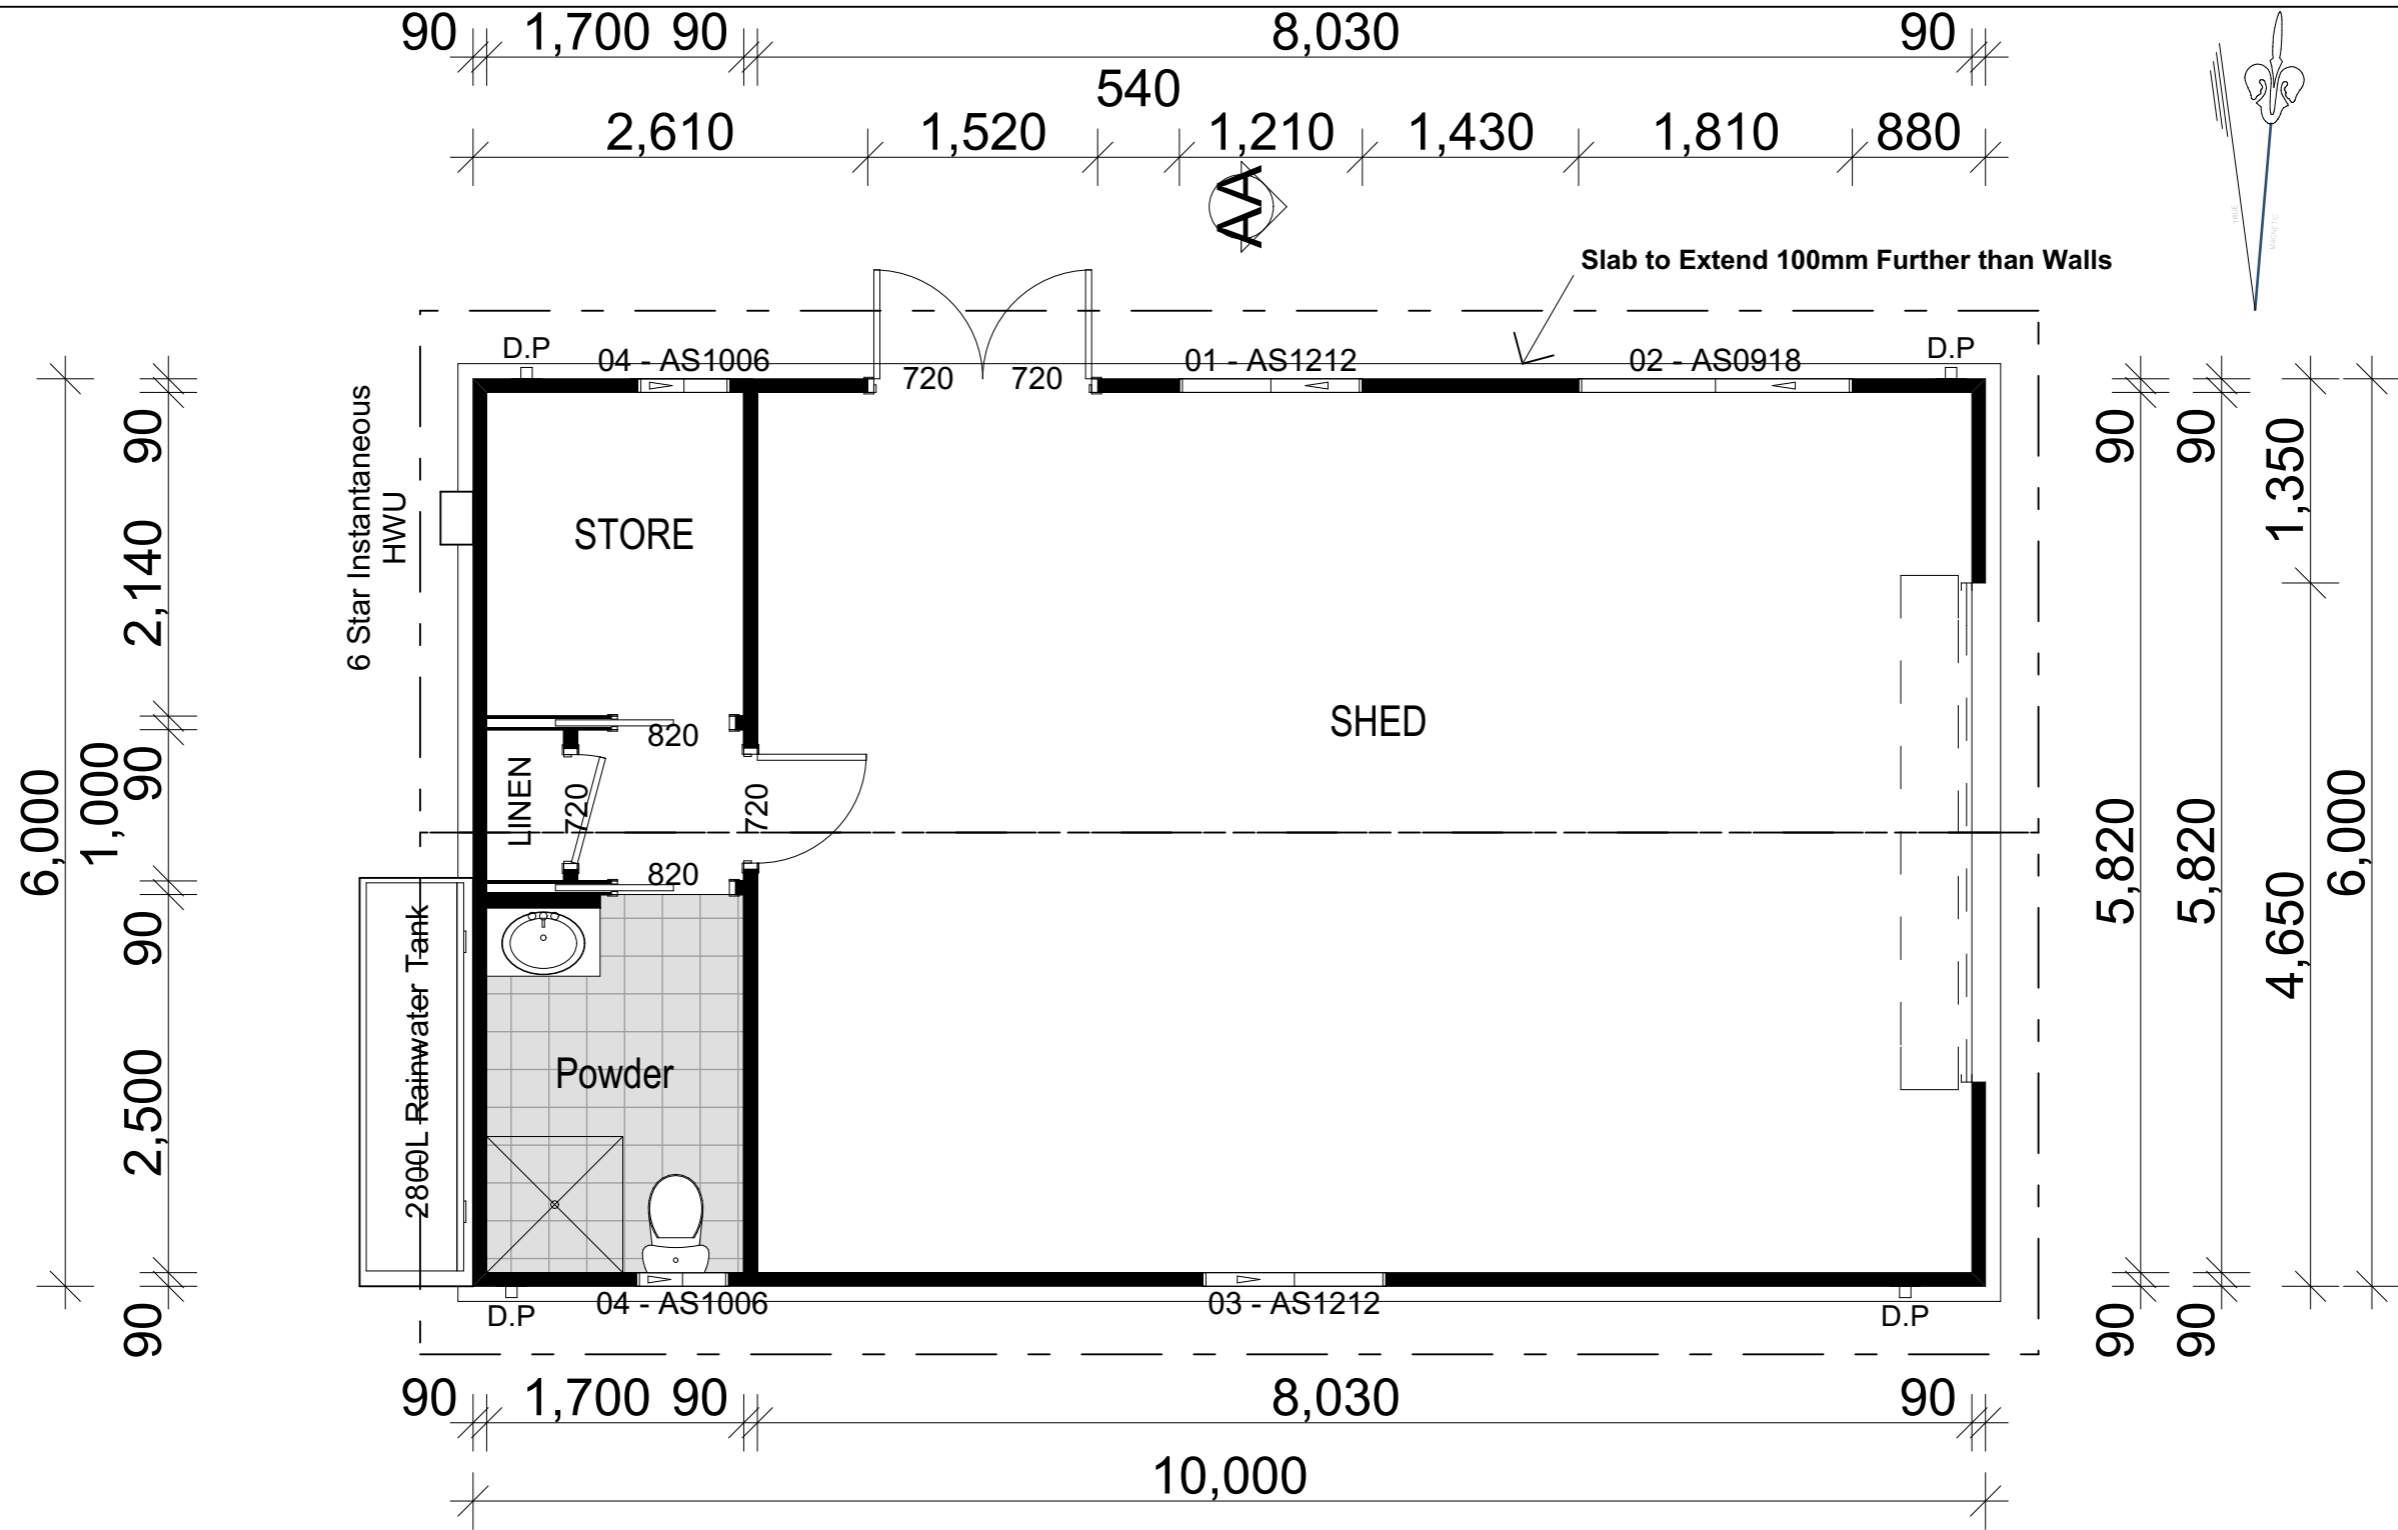 90 1,700 90 8,030 90
540
2,610 1,520 1,210 1,430 1,810 880
AA
TRUE
MAGNETIC
Slab to Extend 100mm Further than Walls
D.P
04 - AS1006
720 720
01 - AS1212
02 - AS0918
D.P
6 Star Instantaneous
HWU
STORE
SHED
820
LINEN
720
720
820
2800L Rainwater Tank
Powder
D.P
04 - AS1006
03 - AS1212
D.P
6,000
1,000
90
2,140
90
90
2,500
90
90
5,820
90
90
5,820
90
1,350
4,650
6,000
90 1,700 90 8,030 90
10,000